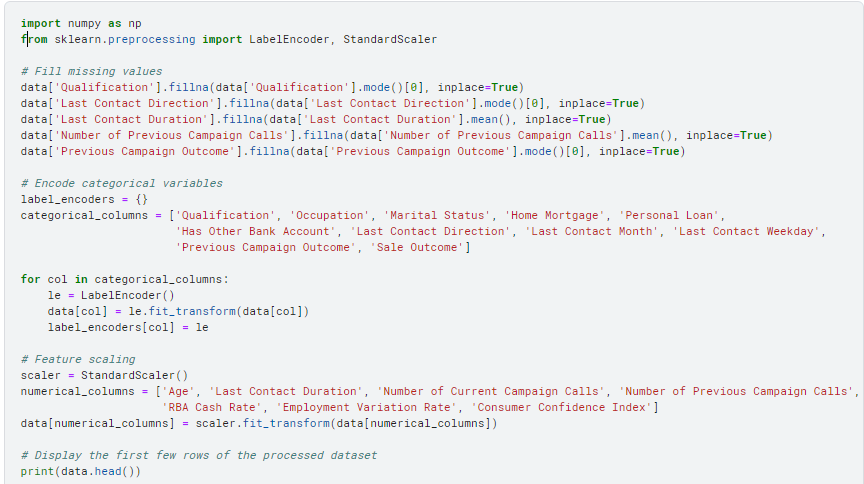 import numpy as np
from sklearn.preprocessing import LabelEncoder, StandardScaler

# Fill missing values
data['Qualification'].fillna(data['Qualification'].mode()[0], inplace=True)
data['Last Contact Direction'].fillna(data['Last Contact Direction'].mode()[0], inplace=True)
data['Last Contact Duration'].fillna(data['Last Contact Duration'].mean(), inplace=True)
data['Number of Previous Campaign Calls'].fillna(data['Number of Previous Campaign Calls'].mean(), inplace=True)
data['Previous Campaign Outcome'].fillna(data['Previous Campaign Outcome'].mode()[0], inplace=True)

# Encode categorical variables
label_encoders = {}
categorical_columns = ['Qualification', 'Occupation', 'Marital Status', 'Home Mortgage', 'Personal Loan',
                       'Has Other Bank Account', 'Last Contact Direction', 'Last Contact Month', 'Last Contact Weekday',
                       'Previous Campaign Outcome', 'Sale Outcome']

for col in categorical_columns:
    le = LabelEncoder()
    data[col] = le.fit_transform(data[col])
    label_encoders[col] = le

# Feature scaling
scaler = StandardScaler()
numerical_columns = ['Age', 'Last Contact Duration', 'Number of Current Campaign Calls', 'Number of Previous Campaign Calls',
                     'RBA Cash Rate', 'Employment Variation Rate', 'Consumer Confidence Index']
data[numerical_columns] = scaler.fit_transform(data[numerical_columns])

# Display the first few rows of the processed dataset
print(data.head())